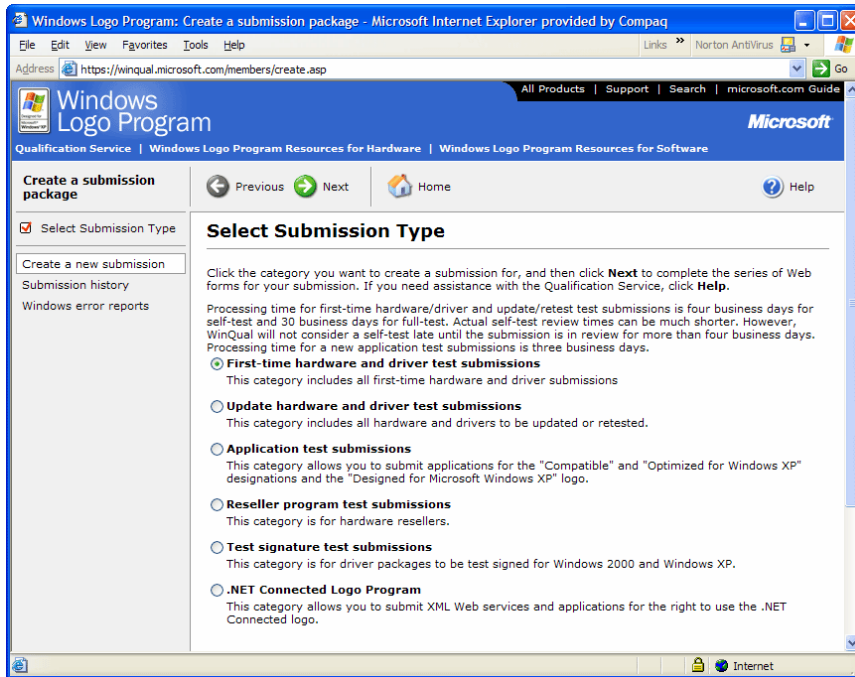 Windows Logo Program: Create a submission package - Microsoft Internet Explorer provided by Compaq
File Edit View Favorites Tools Help
Links » Norton AntiVirus
Address https://winqual.microsoft.com/members/create.asp
Go
All Products | Support | Search | microsoft.com Guide
Windows
Logo Program
Microsoft
Qualification Service | Windows Logo Program Resources for Hardware | Windows Logo Program Resources for Software
Create a submission
package
Previous Next Home Help
Select Submission Type
Create a new submission
Submission history
Windows error reports
Select Submission Type
Click the category you want to create a submission for, and then click Next to complete the series of Web
forms for your submission. If you need assistance with the Qualification Service, click Help.
Processing time for first-time hardware/driver and update/retest test submissions is four business days for
self-test and 30 business days for full-test. Actual self-test review times can be much shorter. However,
WinQual will not consider a self-test late until the submission is in review for more than four business days.
Processing time for a new application test submissions is three business days.
First-time hardware and driver test submissions
This category includes all first-time hardware and driver submissions
Update hardware and driver test submissions
This category includes all hardware and drivers to be updated or retested.
Application test submissions
This category allows you to submit applications for the "Compatible" and "Optimized for Windows XP"
designations and the "Designed for Microsoft Windows XP" logo.
Reseller program test submissions
This category is for hardware resellers.
Test signature test submissions
This category is for driver packages to be test signed for Windows 2000 and Windows XP.
.NET Connected Logo Program
This category allows you to submit XML Web services and applications for the right to use the .NET
Connected logo.
Internet